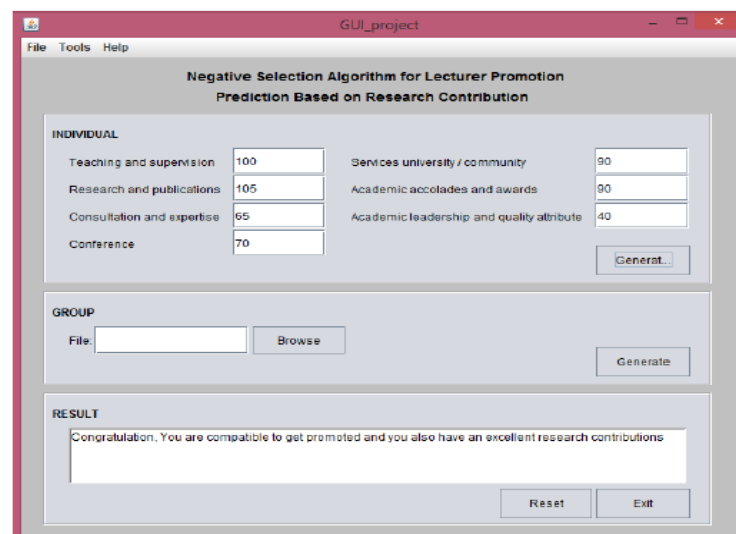 GUI_project
File Tools Help
Negative Selection Algorithm for Lecturer Promotion
Prediction Based on Research Contribution
INDIVIDUAL
Teaching and supervision 100 Services university / community 90
Research and publications 105 Academic accolades and awards 90
Consultation and expertise 65 Academic leadership and quality attribute 40
Conference 70
Generat...
GROUP
File: Browse
Generate
RESULT
Congratulation, You are compatible to get promoted and you also have an excellent research contributions
Reset Exit